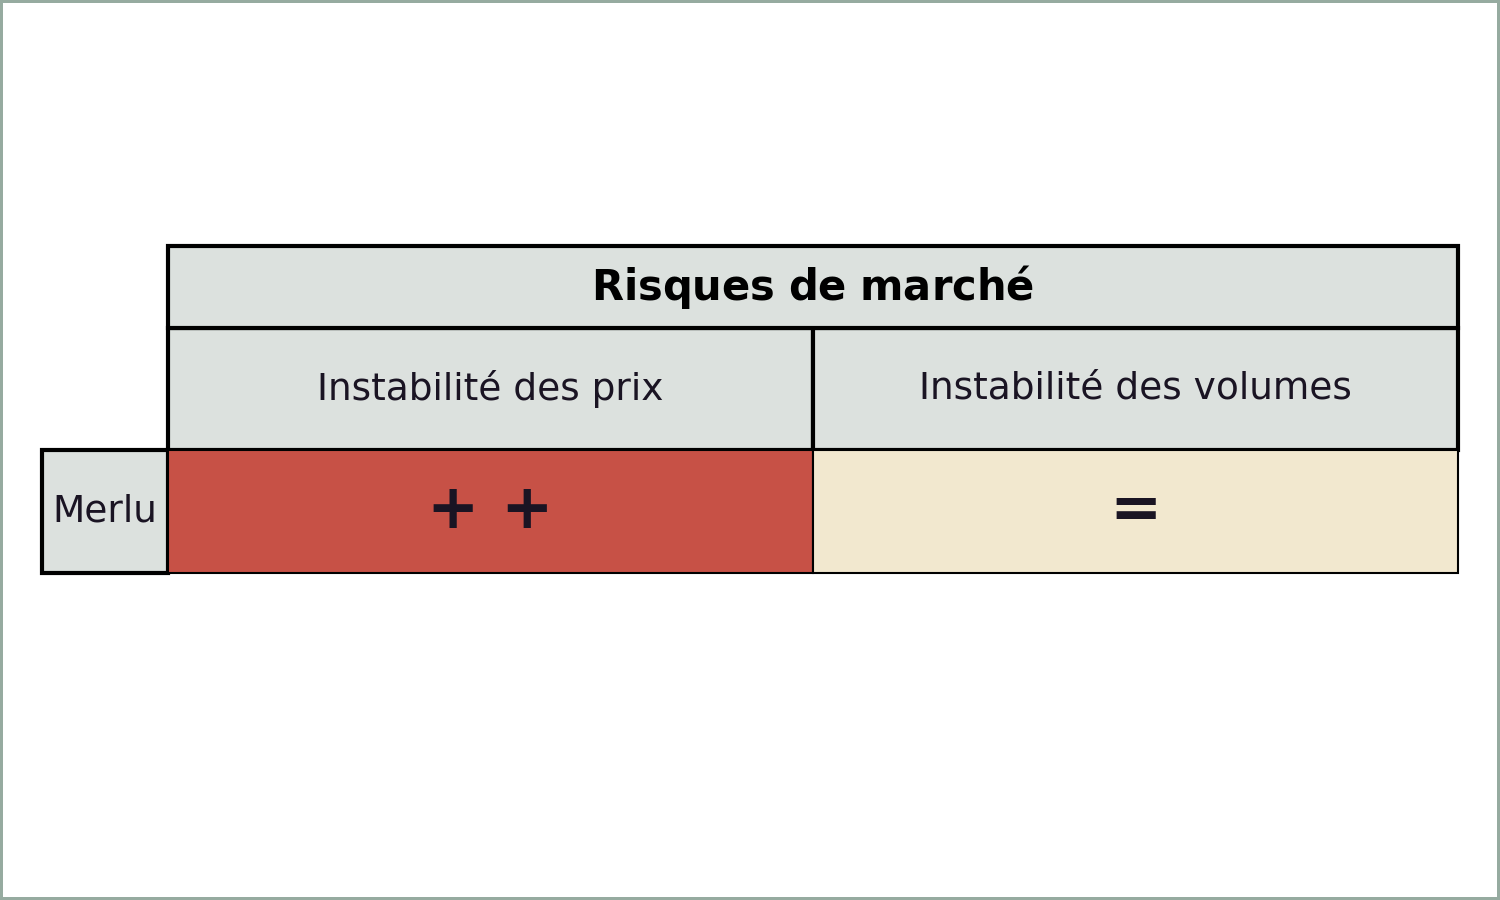 Risques de marché
Instabilité des prix
Instabilité des volumes
Merlu
+ +
=